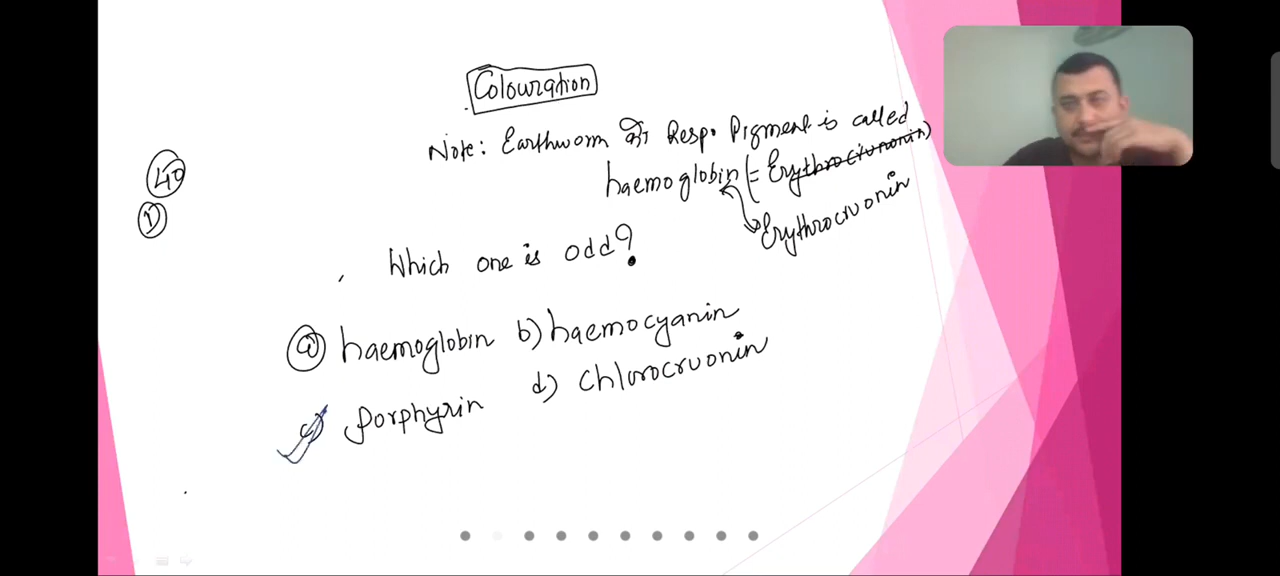 Colouration
Note: Earthworm की Resp. Pigment is called
haemoglobin (= Erythrocruonin)
Erythrocruonin
40
1
Which one is odd?
a) haemoglobin b) haemocyanin
c) porphyrin d) chlorocruonin